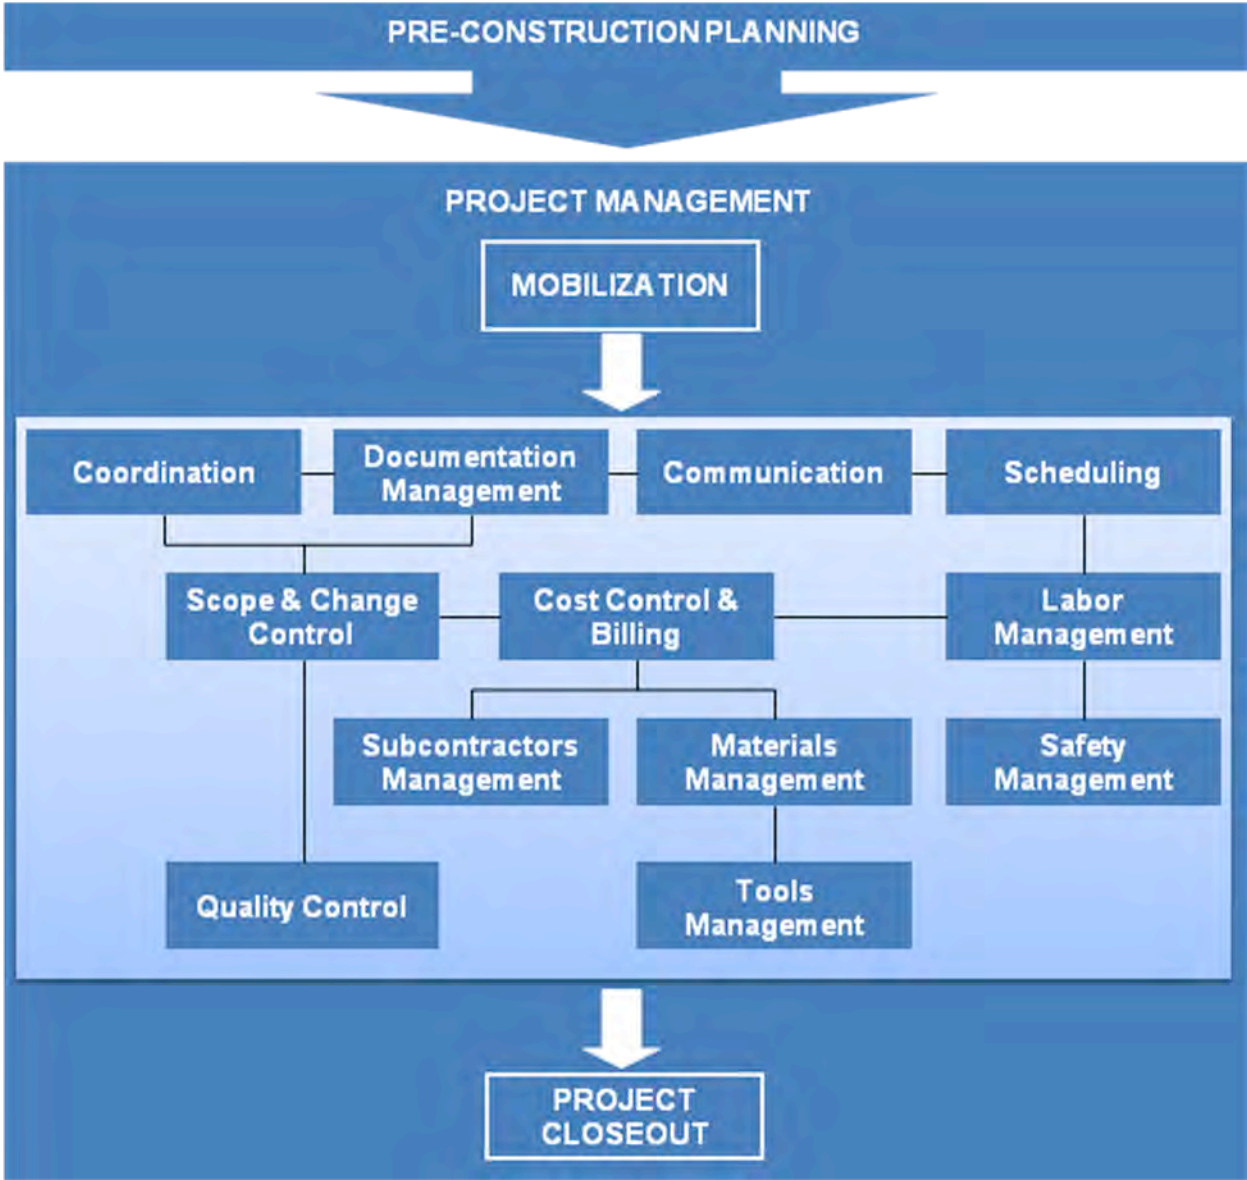 PRE-CONSTRUCTION PLANNING
PROJECT MANAGEMENT
MOBILIZATION
Coordination
Documentation
Management
Communication
Scheduling
Scope & Change
Control
Cost Control &
Billing
Labor
Management
Subcontractors
Management
Materials
Management
Safety
Management
Quality Control
Tools
Management
PROJECT
CLOSEOUT